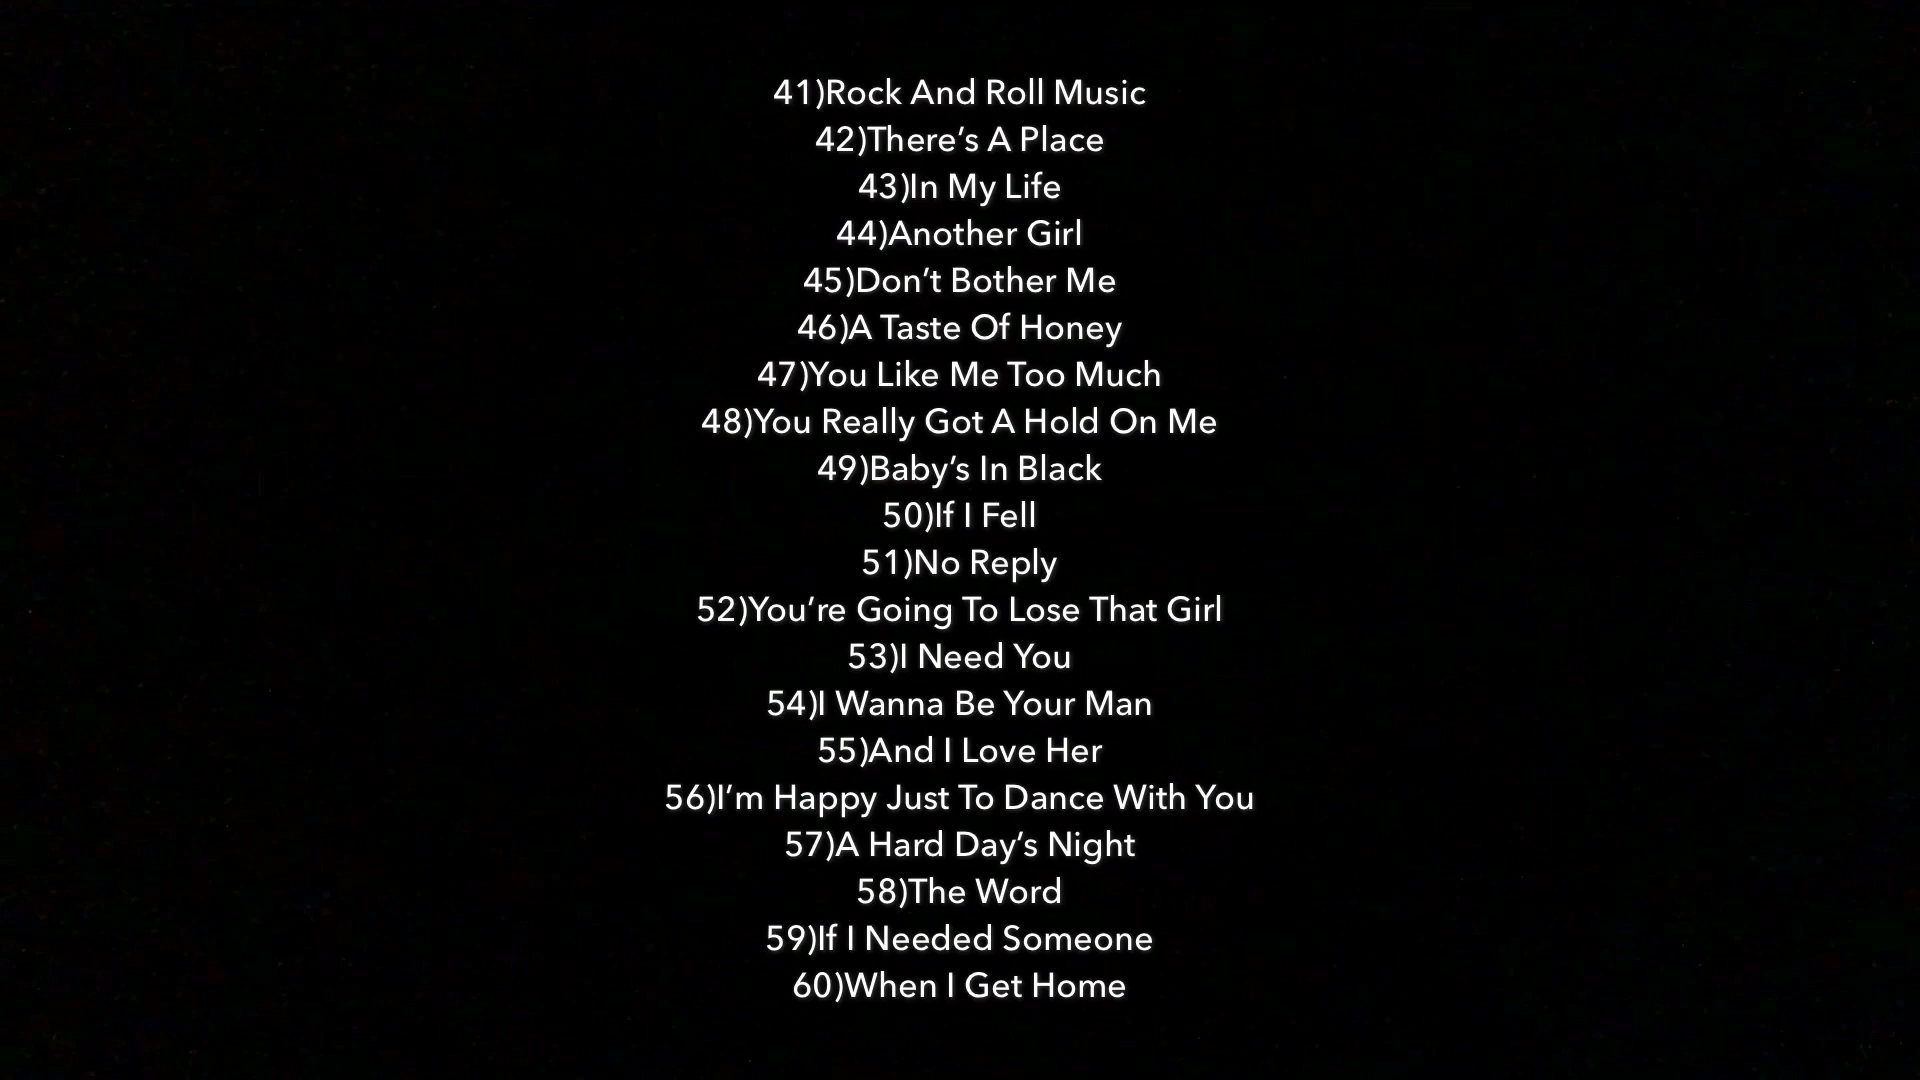 41)Rock And Roll Music
42)There’s A Place
43)In My Life
44)Another Girl
45)Don’t Bother Me
46)A Taste Of Honey
47)You Like Me Too Much
48)You Really Got A Hold On Me
49)Baby’s In Black
50)If I Fell
51)No Reply
52)You’re Going To Lose That Girl
53)I Need You
54)I Wanna Be Your Man
55)And I Love Her
56)I’m Happy Just To Dance With You
57)A Hard Day’s Night
58)The Word
59)If I Needed Someone
60)When I Get Home